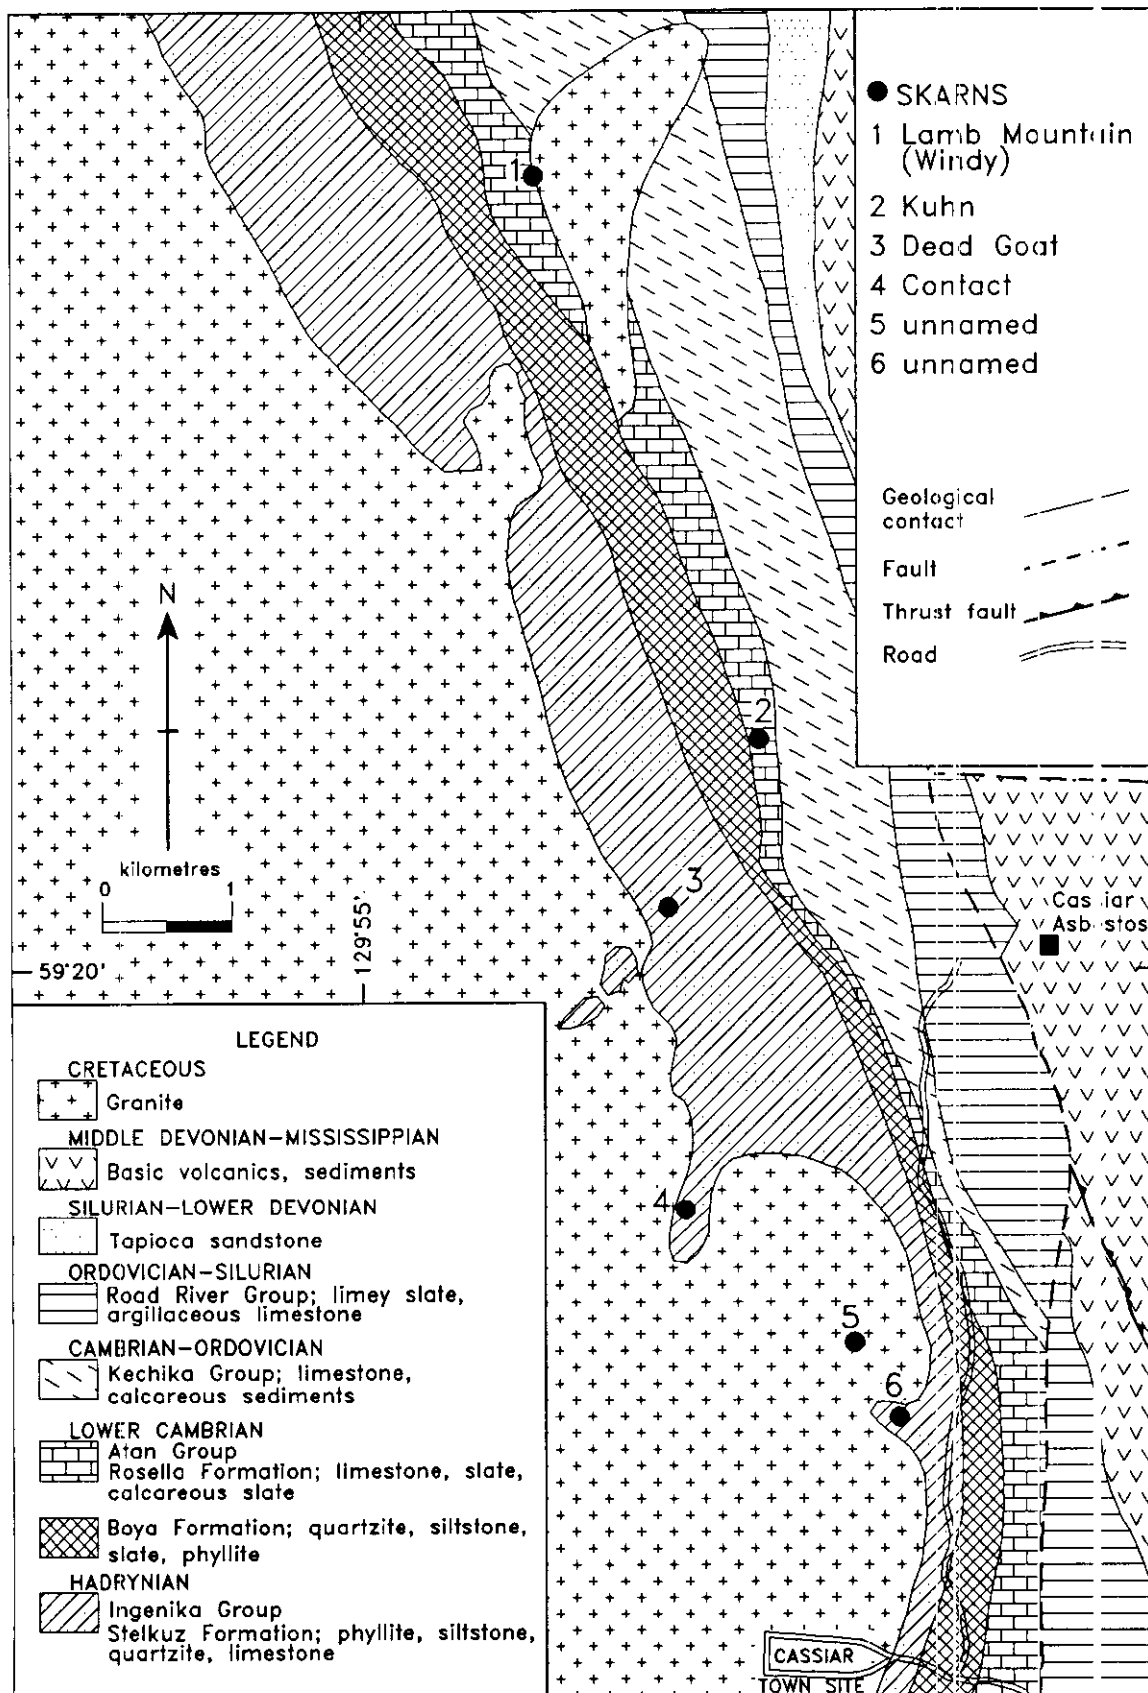 SKARNS
1 Lamb Mountain
(Windy)
2 Kuhn
3 Dead Goat
4 Contact
5 unnamed
6 unnamed
Geological
contact
Fault
Thrust fault
Road
1
2
3
4
5
6
N
kilometres
0 1
129°55'
59°20'
Cassiar
Asbestos
CASSIAR
TOWN SITE
LEGEND
CRETACEOUS
Granite
MIDDLE DEVONIAN-MISSISSIPPIAN
Basic volcanics, sediments
SILURIAN-LOWER DEVONIAN
Tapioca sandstone
ORDOVICIAN-SILURIAN
Road River Group; limey slate,
argillaceous limestone
CAMBRIAN-ORDOVICIAN
Kechika Group; limestone,
calcareous sediments
LOWER CAMBRIAN
Atan Group
Rosella Formation; limestone, slate,
calcareous slate
Boya Formation; quartzite, siltstone,
slate, phyllite
HADRYNIAN
Ingenika Group
Stelkuz Formation; phyllite, siltstone,
quartzite, limestone